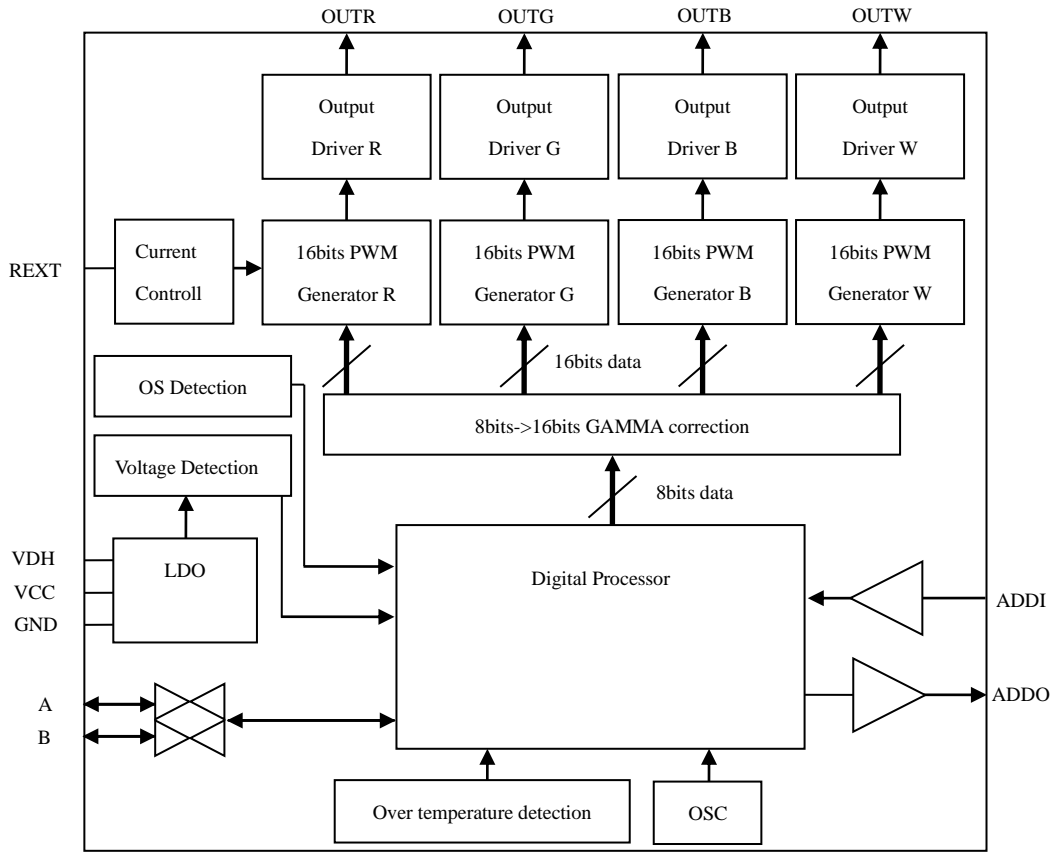 OUTR OUTG OUTB OUTW
Output
Driver R
Output
Driver G
Output
Driver B
Output
Driver W
REXT
Current
Controll
16bits PWM
Generator R
16bits PWM
Generator G
16bits PWM
Generator B
16bits PWM
Generator W
16bits data
OS Detection
8bits->16bits GAMMA correction
Voltage Detection
8bits data
VDH
VCC
GND
LDO
Digital Processor
ADDI
ADDO
A
B
Over temperature detection
OSC